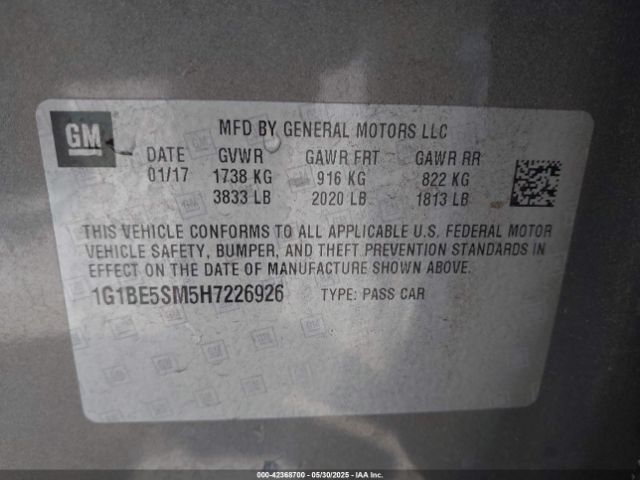 GM
MFD BY GENERAL MOTORS LLC
DATE GVWR GAWR FRT GAWR RR
01/17 1738 KG 916 KG 822 KG
3833 LB 2020 LB 1813 LB
THIS VEHICLE CONFORMS TO ALL APPLICABLE U.S. FEDERAL MOTOR
VEHICLE SAFETY, BUMPER, AND THEFT PREVENTION STANDARDS IN
EFFECT ON THE DATE OF MANUFACTURE SHOWN ABOVE.
1G1BE5SM5H7226926 TYPE: PASS CAR
000-42368700 - 05/30/2025 - IAAI.CA